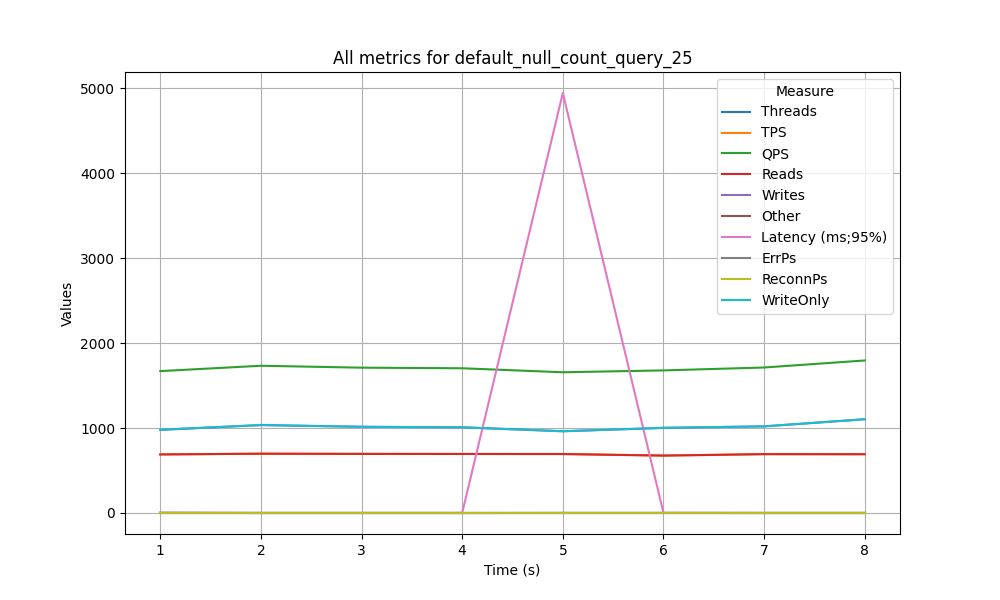 All metrics for default_null_count_query_25
Values
5000
4000
3000
2000
1000
0
1 2 3 4 5 6 7 8
Time (s)
Measure
Threads
TPS
QPS
Reads
Writes
Other
Latency (ms;95%)
ErrPs
ReconnPs
WriteOnly